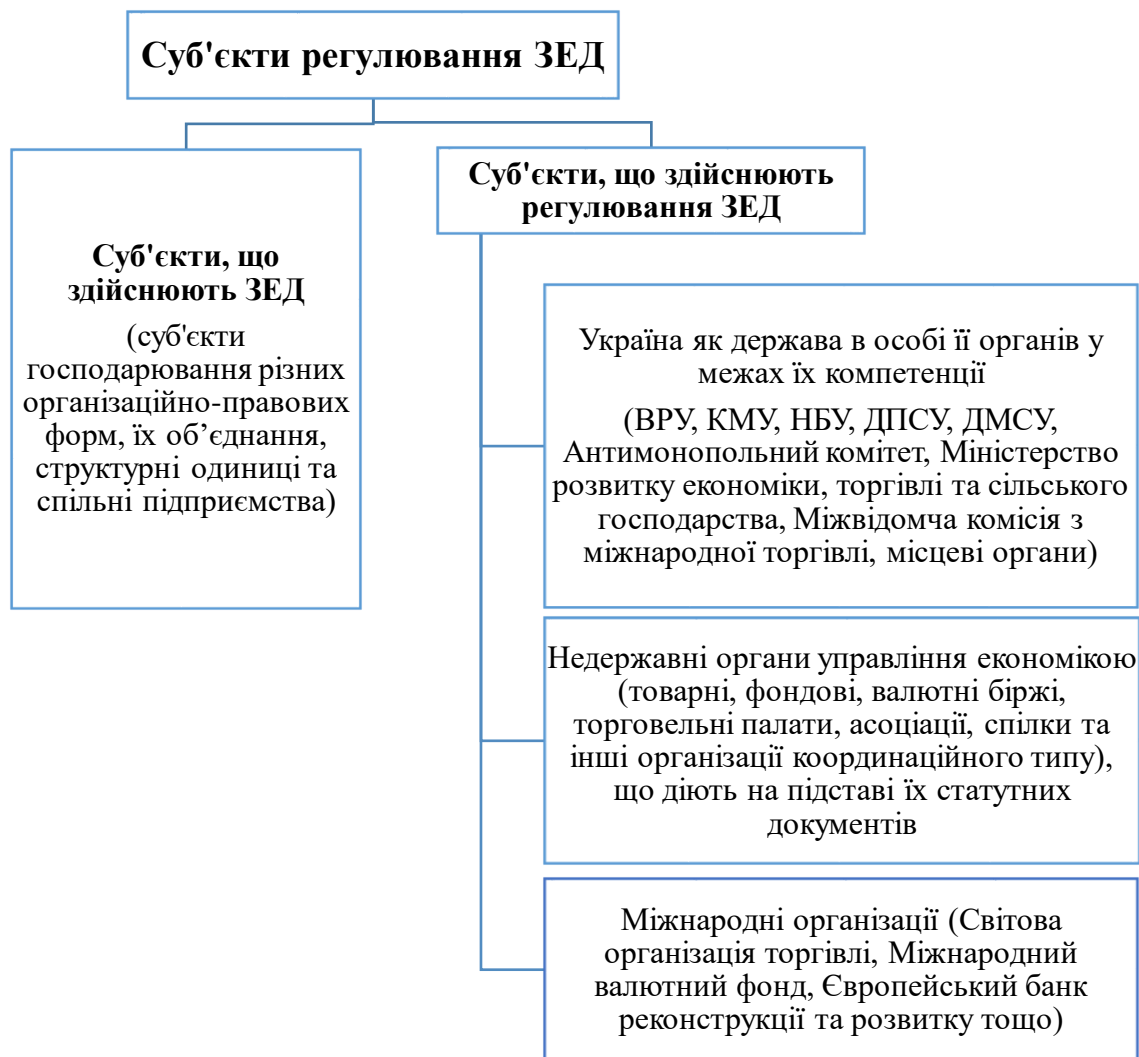 Суб'єкти регулювання ЗЕД
Суб'єкти, що
здійснюють ЗЕД
(суб'єкти
господарювання різних
організаційно-правових
форм, їх об’єднання,
структурні одиниці та
спільні підприємства)
Суб'єкти, що здійснюють
регулювання ЗЕД
Україна як держава в особі її органів у
межах їх компетенції
(ВРУ, КМУ, НБУ, ДПСУ, ДМСУ,
Антимонопольний комітет, Міністерство
розвитку економіки, торгівлі та сільського
господарства, Міжвідомча комісія з
міжнародної торгівлі, місцеві органи)
Недержавні органи управління економікою
(товарні, фондові, валютні біржі,
торговельні палати, асоціації, спілки та
інші організації координаційного типу),
що діють на підставі їх статутних
документів
Міжнародні організації (Світова
організація торгівлі, Міжнародний
валютний фонд, Європейський банк
реконструкції та розвитку тощо)